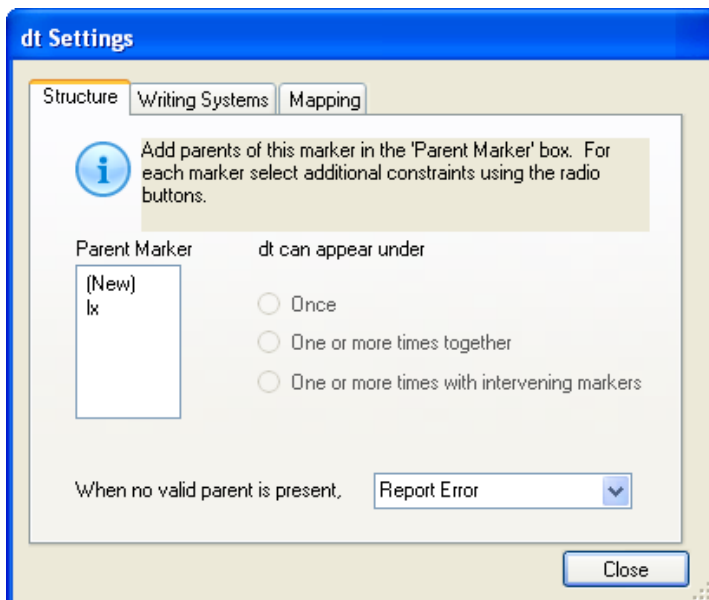 dt Settings
Structure
Writing Systems
Mapping
Add parents of this marker in the 'Parent Marker' box. For
each marker select additional constraints using the radio
buttons.
Parent Marker
dt can appear under
(New)
lx
Once
One or more times together
One or more times with intervening markers
When no valid parent is present,
Report Error
Close